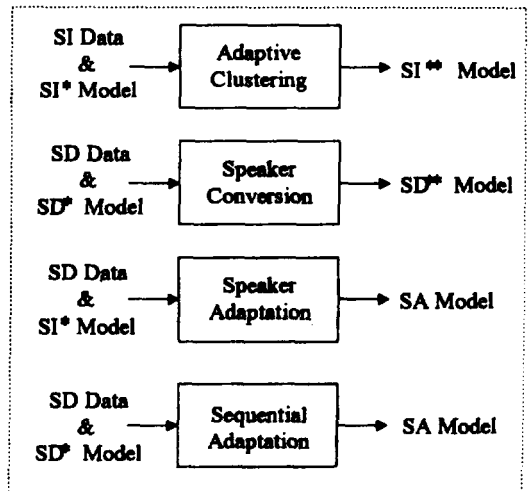 SI Data
&
SI* Model
Adaptive
Clustering
SI** Model
SD Data
&
SD* Model
Speaker
Conversion
SD** Model
SD Data
&
SI* Model
Speaker
Adaptation
SA Model
SD Data
&
SD* Model
Sequential
Adaptation
SA Model